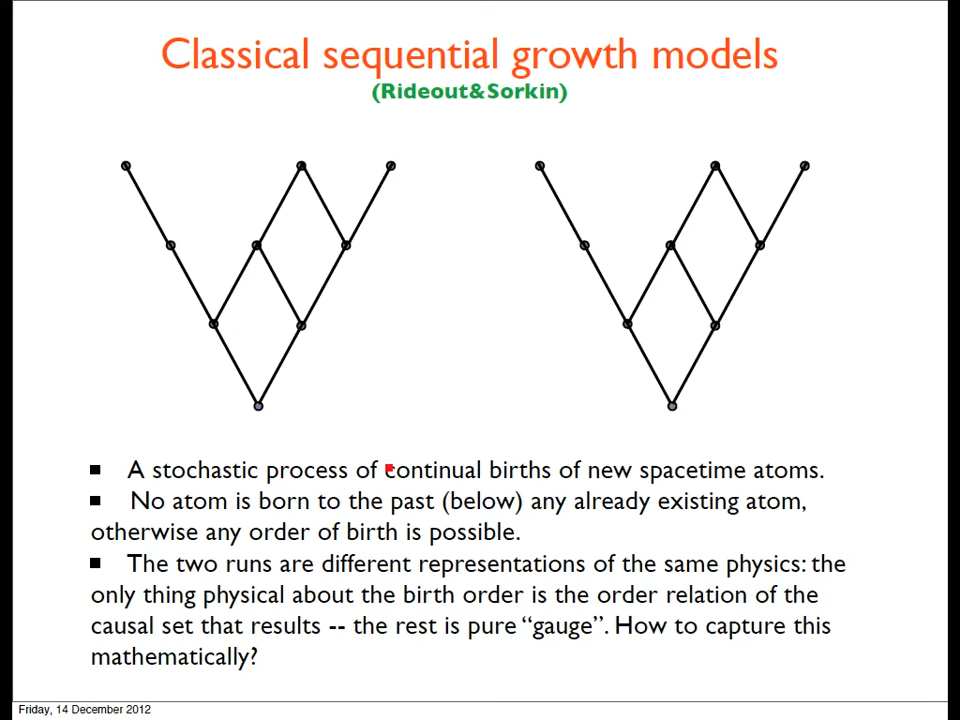 Classical sequential growth models
(Rideout&Sorkin)
▪ A stochastic process of continual births of new spacetime atoms.
▪ No atom is born to the past (below) any already existing atom,
otherwise any order of birth is possible.
▪ The two runs are different representations of the same physics: the
only thing physical about the birth order is the order relation of the
causal set that results -- the rest is pure “gauge”. How to capture this
mathematically?
Friday, 14 December 2012